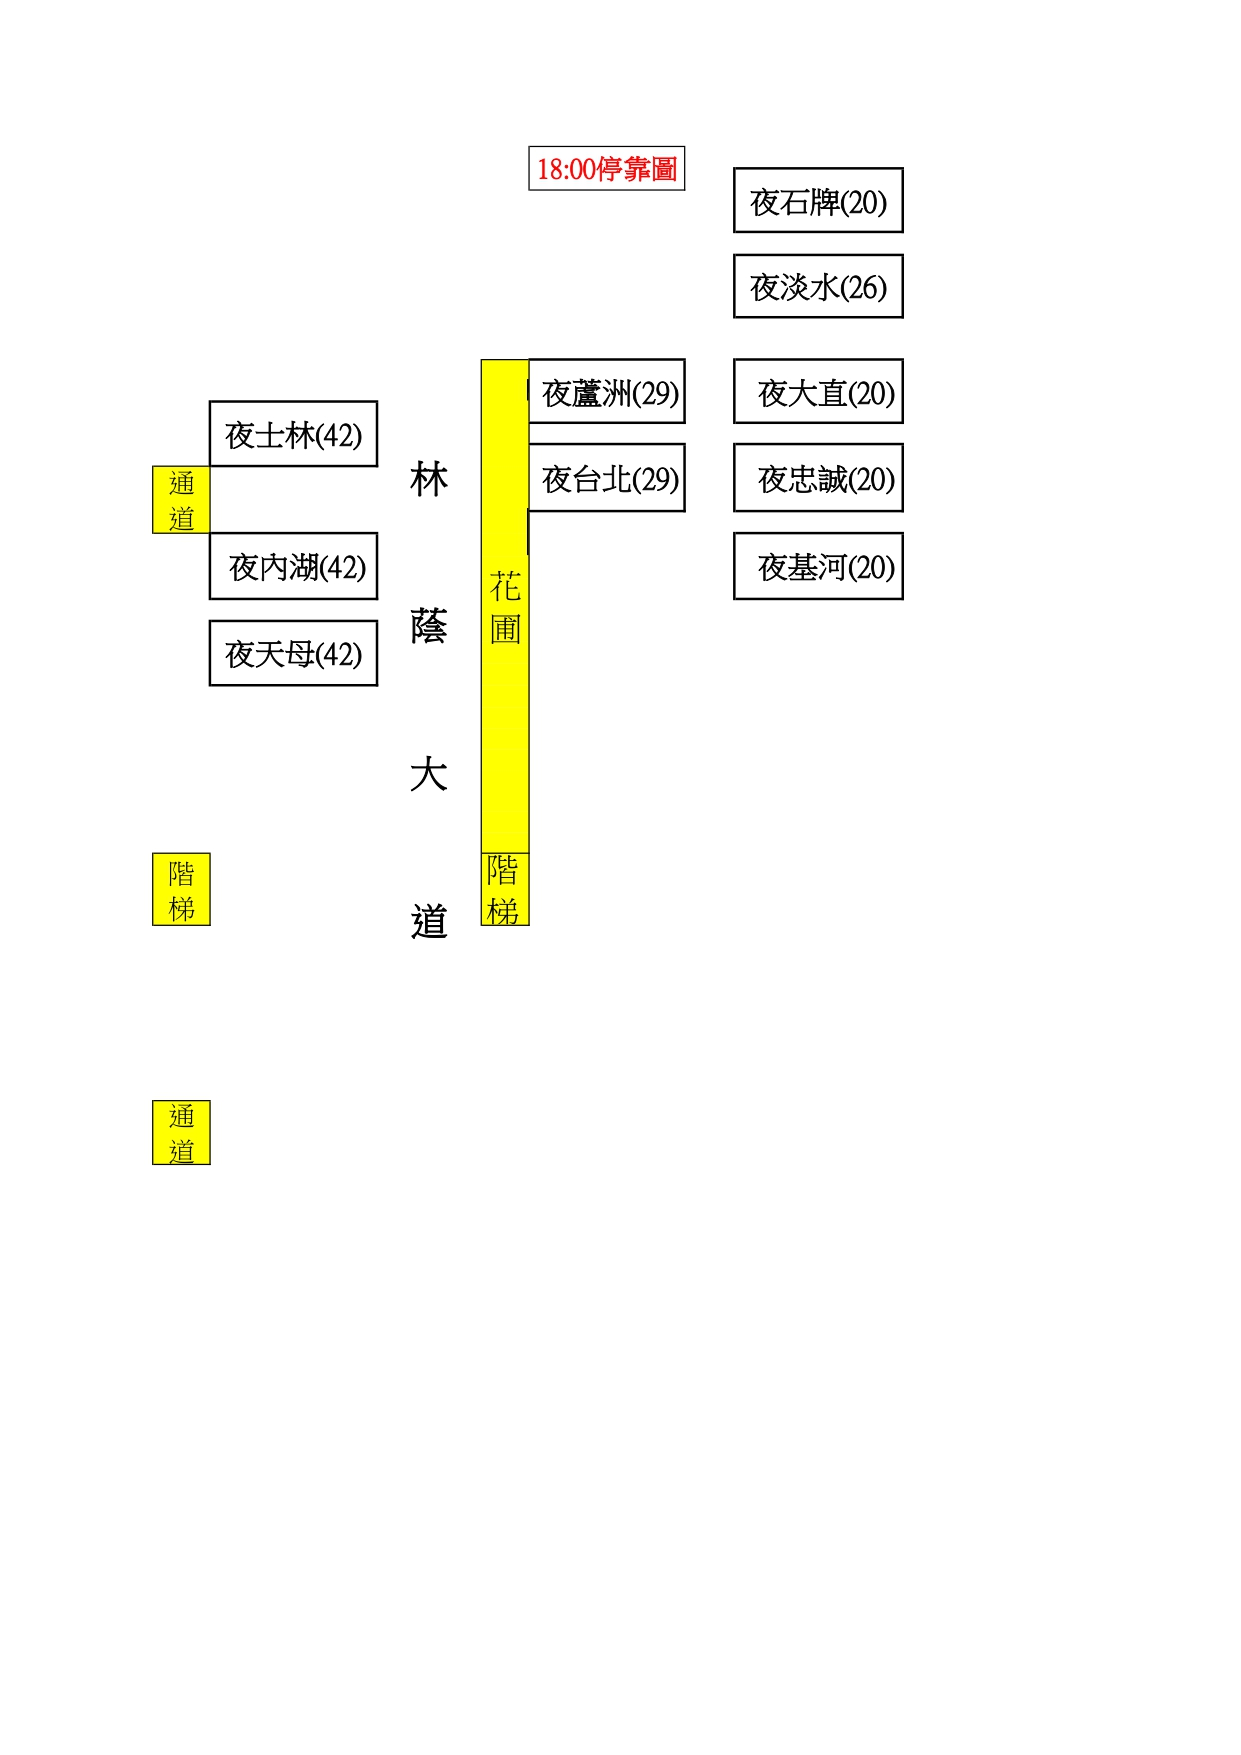 18:00停靠圖
夜石牌(20)
夜淡水(26)
夜蘆洲(29)
夜大直(20)
夜士林(42)
夜台北(29)
夜忠誠(20)
通
道
夜內湖(42)
夜基河(20)
夜天母(42)
林
蔭
大
道
花
圃
階
梯
階
梯
通
道